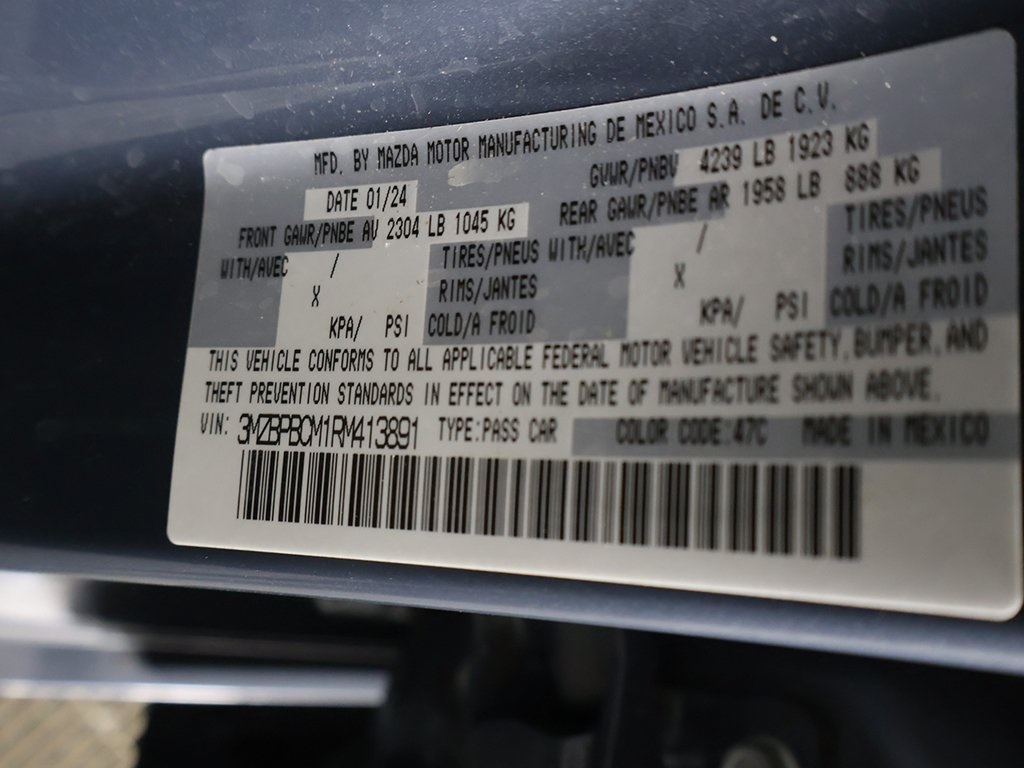 MFD. BY MAZDA MOTOR MANUFACTURING DE MEXICO S.A. DE C.V.
DATE 01/24 GVWR/PNBV 4239 LB 1923 KG
FRONT GAWR/PNBE AV 2304 LB 1045 KG REAR GAWR/PNBE AR 1958 LB 888 KG
WITH/AVEC / TIRES/PNEUS WITH/AVEC / TIRES/PNEUS
X RIMS/JANTES X RIMS/JANTES
KPA/ PSI COLD/A FROID KPA/ PSI COLD/A FROID
THIS VEHICLE CONFORMS TO ALL APPLICABLE FEDERAL MOTOR VEHICLE SAFETY, BUMPER, AND
THEFT PREVENTION STANDARDS IN EFFECT ON THE DATE OF MANUFACTURE SHOWN ABOVE.
VIN: 3MZBPBCM1RM413891 TYPE:PASS CAR COLOR CODE:47C MADE IN MEXICO